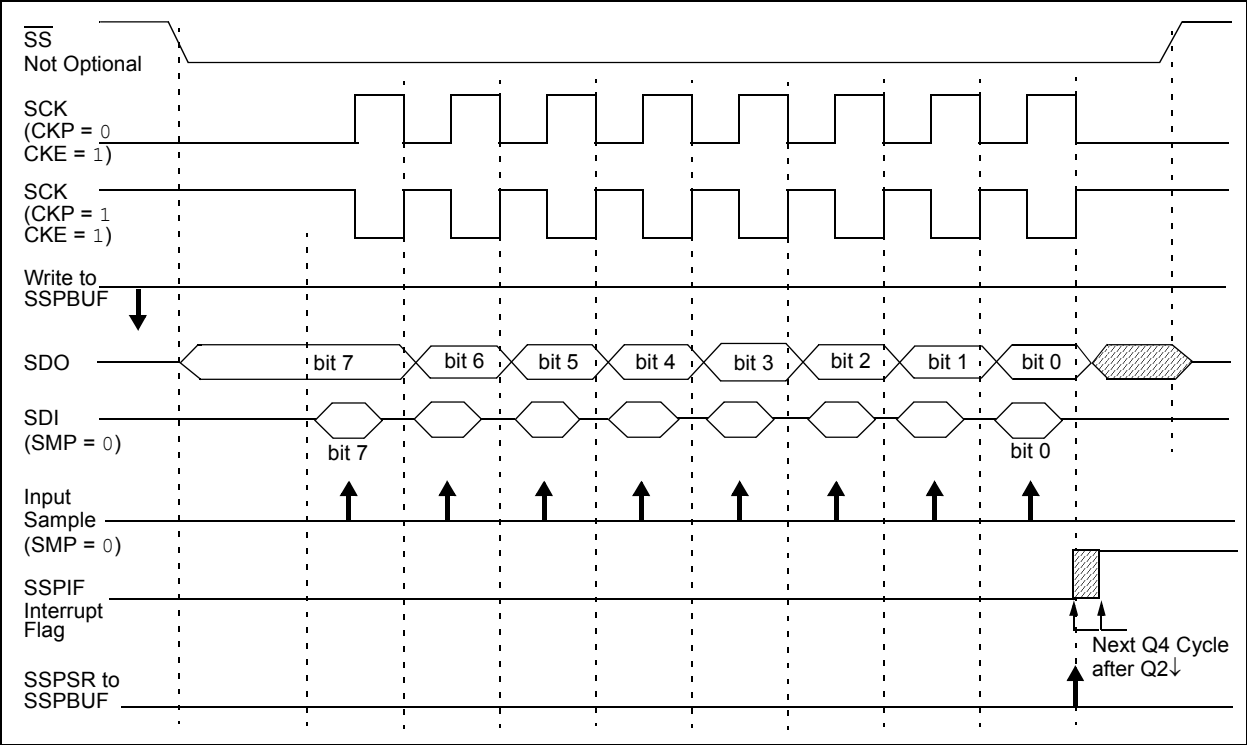 SS
Not Optional
SCK
(CKP = 0
CKE = 1)
SCK
(CKP = 1
CKE = 1)
Write to
SSPBUF
SDO
bit 7 bit 6 bit 5 bit 4 bit 3 bit 2 bit 1 bit 0
SDI
(SMP = 0)
bit 7 bit 0
Input
Sample
(SMP = 0)
SSPIF
Interrupt
Flag
Next Q4 Cycle
after Q2↓
SSPSR to
SSPBUF